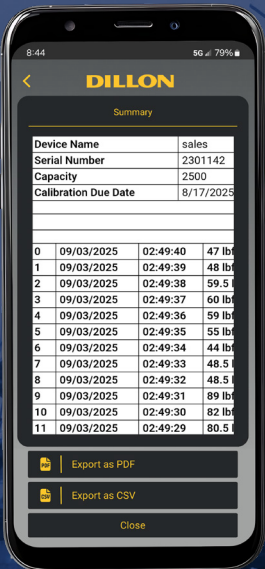 8:44 5G 79%
DILLON
Summary
Device Name sales
Serial Number 2301142
Capacity 2500
Calibration Due Date 8/17/2025
0 09/03/2025 02:49:40 47 lbf
1 09/03/2025 02:49:39 48 lbf
2 09/03/2025 02:49:38 59.5 l
3 09/03/2025 02:49:37 60 lbf
4 09/03/2025 02:49:36 59 lbf
5 09/03/2025 02:49:35 55 lbf
6 09/03/2025 02:49:34 44 lbf
7 09/03/2025 02:49:33 48.5 l
8 09/03/2025 02:49:32 48.5 l
9 09/03/2025 02:49:31 89 lbf
10 09/03/2025 02:49:30 82 lbf
11 09/03/2025 02:49:29 80.5 l
PDF Export as PDF
CSV Export as CSV
Close